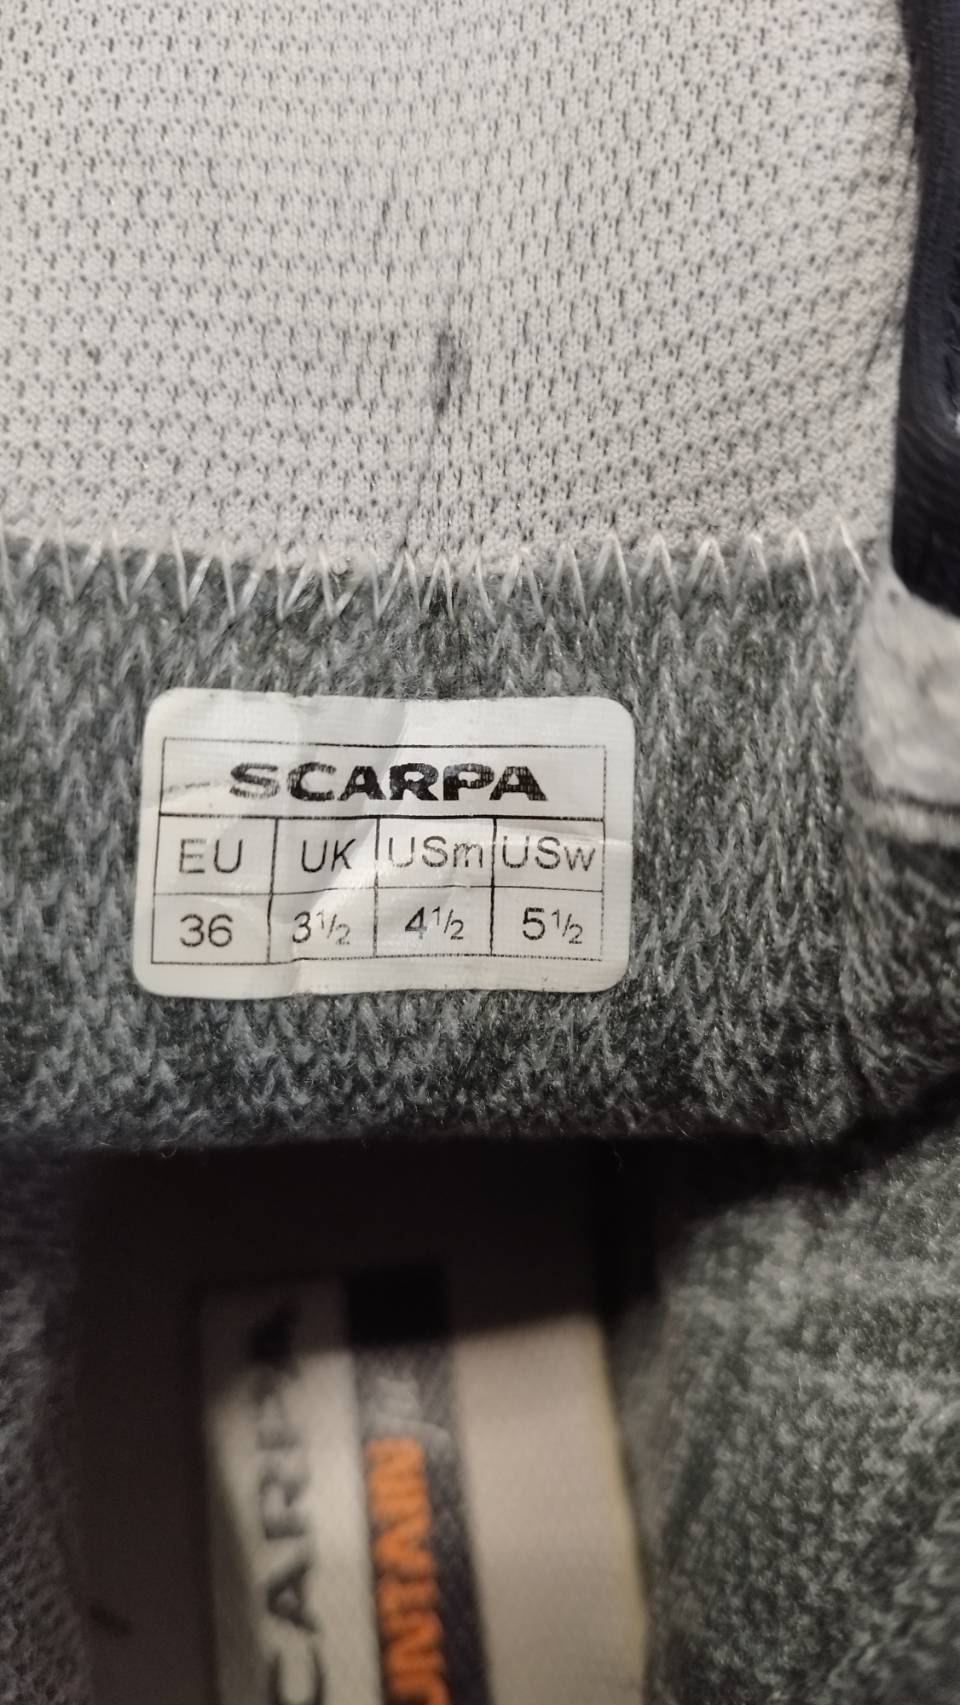 SCARPA
EU UK USm USw
36 3½ 4½ 5½